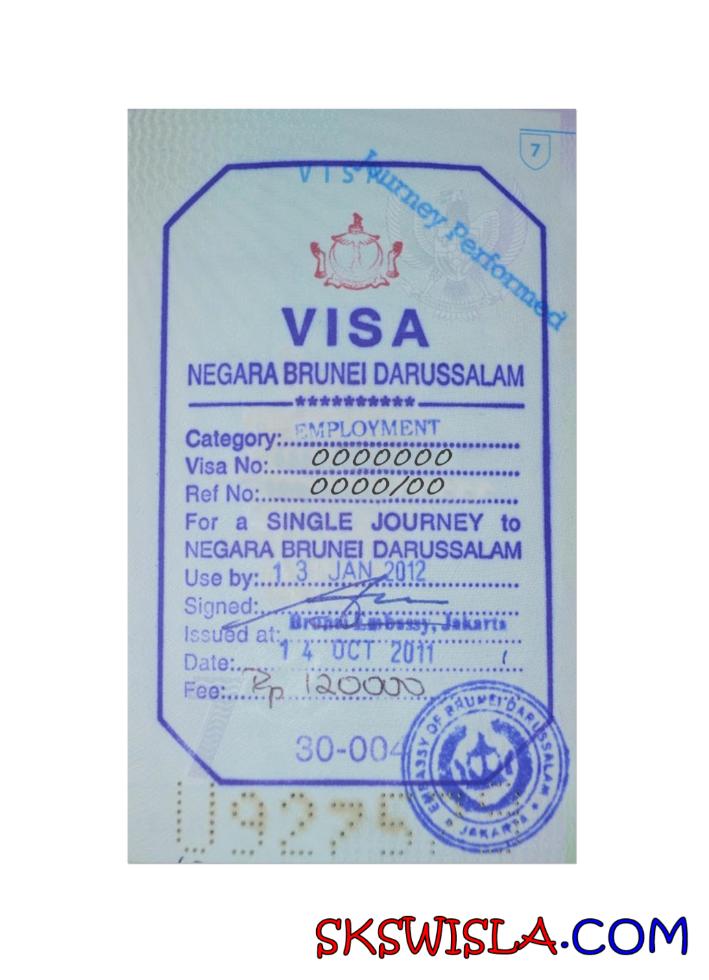 7
VISA
Journey Performed
VISA
NEGARA BRUNEI DARUSSALAM
**********
Category: EMPLOYMENT
Visa No: 0000000
Ref No: 0000/00
For a SINGLE JOURNEY to
NEGARA BRUNEI DARUSSALAM
Use by: 13 JAN 2012
Signed:
Issued at: Brunei Embassy, Jakarta
Date: 14 OCT 2011
Fee: Rp 120000
30-004
EMBASSY OF BRUNEI DARUSSALAM
JAKARTA
U9275
SKSWISLA.COM